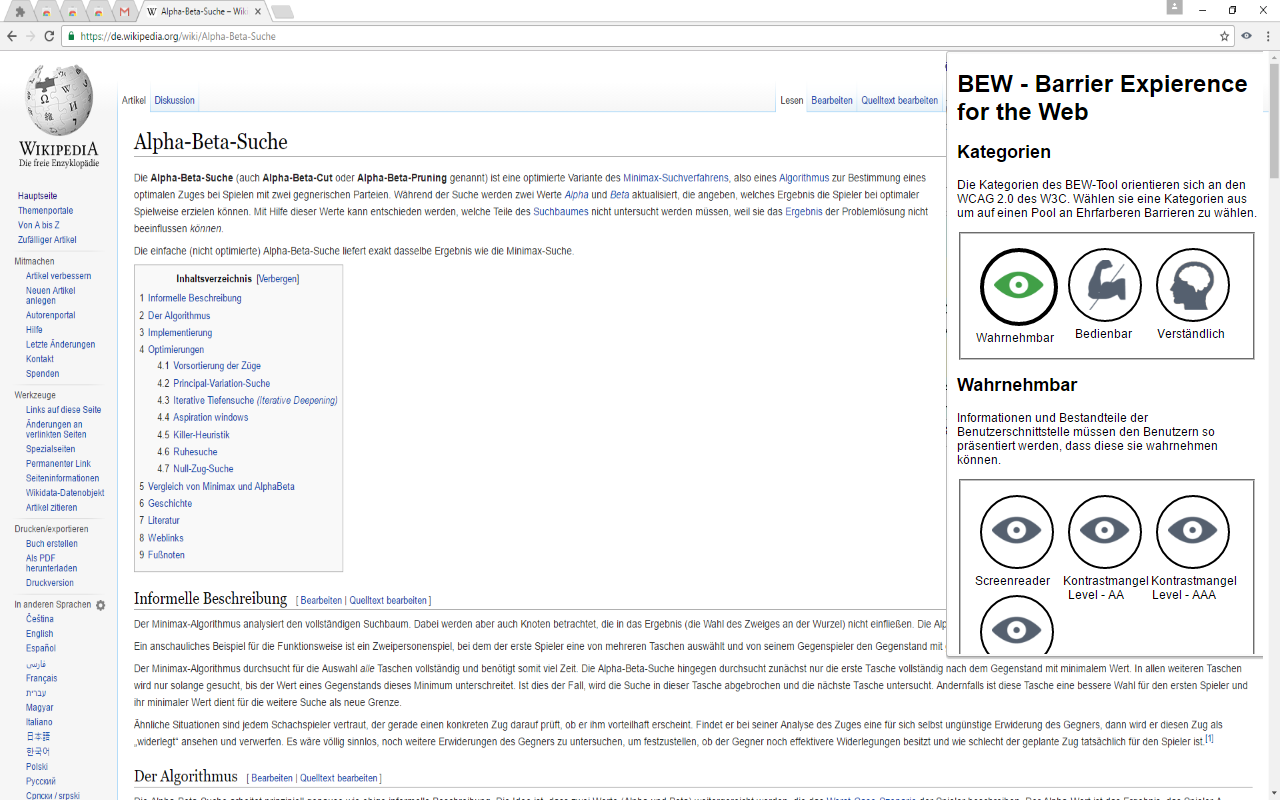 Alpha-Beta-Suche – Wiki
https://de.wikipedia.org/wiki/Alpha-Beta-Suche
WIKIPEDIA
Die freie Enzyklopädie
Hauptseite
Themenportale
Von A bis Z
Zufälliger Artikel
Mitmachen
Artikel verbessern
Neuen Artikel
anlegen
Autorenportal
Hilfe
Letzte Änderungen
Kontakt
Spenden
Werkzeuge
Links auf diese Seite
Änderungen an
verlinkten Seiten
Spezialseiten
Permanenter Link
Seiteninformationen
Wikidata-Datenobjekt
Artikel zitieren
Drucken/exportieren
Buch erstellen
Als PDF
herunterladen
Druckversion
In anderen Sprachen
Čeština
English
Español
فارسی
Français
עברית
Magyar
Italiano
日本語
한국어
Polski
Русский
Српски / srpski
Artikel Diskussion
Lesen Bearbeiten Quelltext bearbeiten
Alpha-Beta-Suche
Die Alpha-Beta-Suche (auch Alpha-Beta-Cut oder Alpha-Beta-Pruning genannt) ist eine optimierte Variante des Minimax-Suchverfahrens, also eines Algorithmus zur Bestimmung eines
optimalen Zuges bei Spielen mit zwei gegnerischen Parteien. Während der Suche werden zwei Werte Alpha und Beta aktualisiert, die angeben, welches Ergebnis die Spieler bei optimaler
Spielweise erzielen können. Mit Hilfe dieser Werte kann entschieden werden, welche Teile des Suchbaumes nicht untersucht werden müssen, weil sie das Ergebnis der Problemlösung nicht
beeinflussen können.
Die einfache (nicht optimierte) Alpha-Beta-Suche liefert exakt dasselbe Ergebnis wie die Minimax-Suche.
Inhaltsverzeichnis [Verbergen]
1 Informelle Beschreibung
2 Der Algorithmus
3 Implementierung
4 Optimierungen
4.1 Vorsortierung der Züge
4.2 Principal-Variation-Suche
4.3 Iterative Tiefensuche (Iterative Deepening)
4.4 Aspiration windows
4.5 Killer-Heuristik
4.6 Ruhesuche
4.7 Null-Zug-Suche
5 Vergleich von Minimax und AlphaBeta
6 Geschichte
7 Literatur
8 Weblinks
9 Fußnoten
Informelle Beschreibung [ Bearbeiten | Quelltext bearbeiten ]
Der Minimax-Algorithmus analysiert den vollständigen Suchbaum. Dabei werden aber auch Knoten betrachtet, die in das Ergebnis (die Wahl des Zweiges an der Wurzel) nicht einfließen. Die Alp
Ein anschauliches Beispiel für die Funktionsweise ist ein Zweipersonenspiel, bei dem der erste Spieler eine von mehreren Taschen auswählt und von seinem Gegenspieler den Gegenstand mit
Der Minimax-Algorithmus durchsucht für die Auswahl alle Taschen vollständig und benötigt somit viel Zeit. Die Alpha-Beta-Suche hingegen durchsucht zunächst nur die erste Tasche vollständig nach dem Gegenstand mit minimalem Wert. In allen weiteren Taschen
wird nur solange gesucht, bis der Wert eines Gegenstands dieses Minimum unterschreitet. Ist dies der Fall, wird die Suche in dieser Tasche abgebrochen und die nächste Tasche untersucht. Andernfalls ist diese Tasche eine bessere Wahl für den ersten Spieler und
ihr minimaler Wert dient für die weitere Suche als neue Grenze.
Ähnliche Situationen sind jedem Schachspieler vertraut, der gerade einen konkreten Zug darauf prüft, ob er ihm vorteilhaft erscheint. Findet er bei seiner Analyse des Zuges eine für sich selbst ungünstige Erwiderung des Gegners, dann wird er diesen Zug als
„widerlegt“ ansehen und verwerfen. Es wäre völlig sinnlos, noch weitere Erwiderungen des Gegners zu untersuchen, um festzustellen, ob der Gegner noch effektivere Widerlegungen besitzt und wie schlecht der geplante Zug tatsächlich für den Spieler ist.[1]
Der Algorithmus [ Bearbeiten | Quelltext bearbeiten ]
BEW - Barrier Expierence
for the Web
Kategorien
Die Kategorien des BEW-Tool orientieren sich an den
WCAG 2.0 des W3C. Wählen sie eine Kategorien aus
um auf einen Pool an Ehrfarberen Barrieren zu wählen.
Wahrnehmbar Bedienbar Verständlich
Wahrnehmbar
Informationen und Bestandteile der
Benutzerschnittstelle müssen den Benutzern so
präsentiert werden, dass diese sie wahrnehmen
können.
Screenreader Kontrastmangel Kontrastmangel
Level - AA Level - AAA